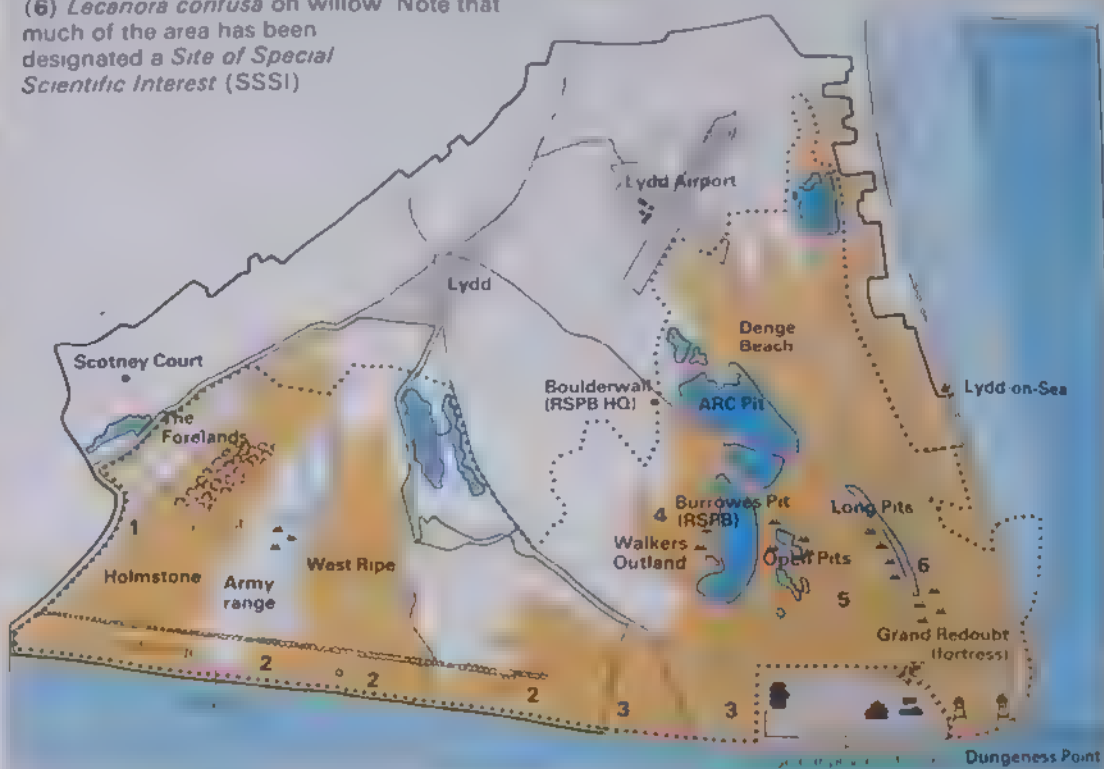 (6) Lecanora confusa on willow Note that
much of the area has been
designated a Site of Special
Scientific Interest (SSSI)
Lydd Airport
Lydd
Denge
Beach
Scotney Court
Boulderwall
(RSPB HQ)
ARC Pit
Lydd-on-Sea
The
Forelands
1
4
Burrowes Pit
(RSPB)
Long Pits
Walkers
Outland
Open Pits
6
Holmstone
Army
range
West Ripe
5
Grand Redoubt
(fortress)
2
2
2
3
3
Dungeness Point